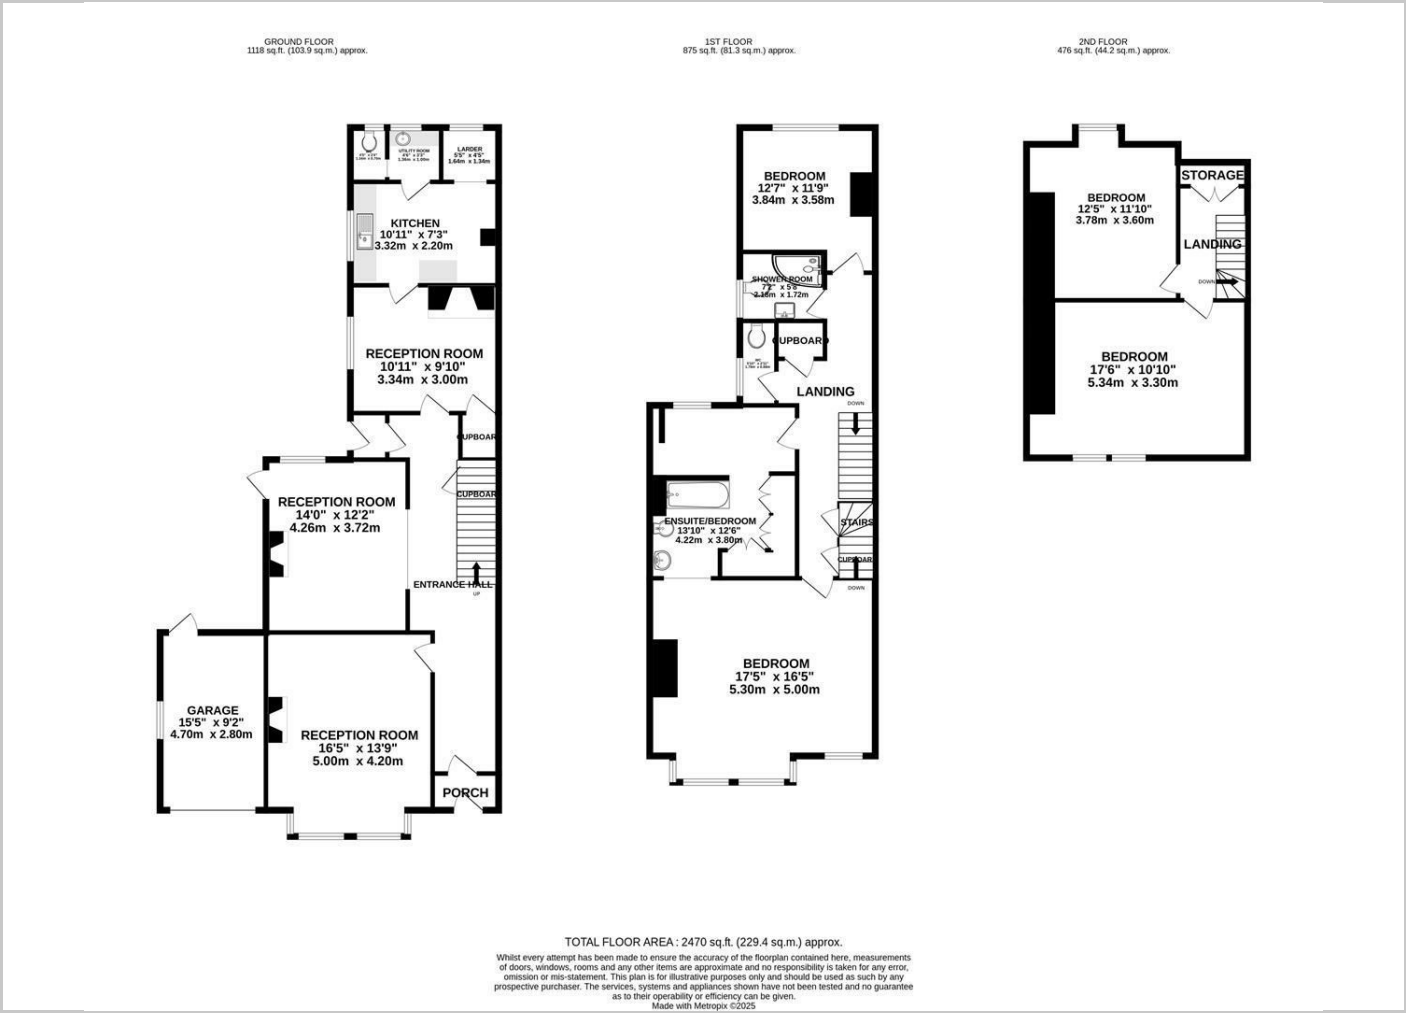 GROUND FLOOR
1118 sq.ft. (103.9 sq.m.) approx.
1ST FLOOR
875 sq.ft. (81.3 sq.m.) approx.
2ND FLOOR
476 sq.ft. (44.2 sq.m.) approx.
UTILITY ROOM
LARDER
5'5" x 4'5"
1.64m x 1.34m
KITCHEN
10'11" x 7'3"
3.32m x 2.20m
RECEPTION ROOM
10'11" x 9'10"
3.34m x 3.00m
CUPBOARD
CUPBOARD
RECEPTION ROOM
14'0" x 12'2"
4.26m x 3.72m
ENTRANCE HALL
UP
GARAGE
15'5" x 9'2"
4.70m x 2.80m
RECEPTION ROOM
16'5" x 13'9"
5.00m x 4.20m
PORCH
BEDROOM
12'7" x 11'9"
3.84m x 3.58m
SHOWER ROOM
7'2" x 5'8"
2.18m x 1.72m
CUPBOARD
WC
LANDING
DOWN
ENSUITE/BEDROOM
13'10" x 12'6"
4.22m x 3.80m
STAIRS
CUPBOARD
DOWN
BEDROOM
17'5" x 16'5"
5.30m x 5.00m
STORAGE
BEDROOM
12'5" x 11'10"
3.78m x 3.60m
LANDING
DOWN
BEDROOM
17'6" x 10'10"
5.34m x 3.30m
TOTAL FLOOR AREA : 2470 sq.ft. (229.4 sq.m.) approx.
Whilst every attempt has been made to ensure the accuracy of the floorplan contained here, measurements
of doors, windows, rooms and any other items are approximate and no responsibility is taken for any error,
omission or mis-statement. This plan is for illustrative purposes only and should be used as such by any
prospective purchaser. The services, systems and appliances shown have not been tested and no guarantee
as to their operability or efficiency can be given.
Made with Metropix ©2025